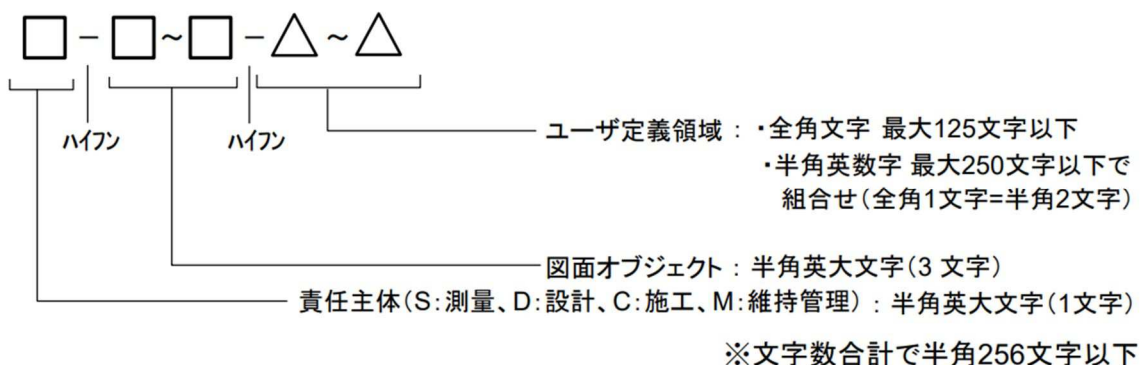 □-□~□-△~△
ハイフン ハイフン
ユーザ定義領域 : ・全角文字 最大125文字以下
・半角英数字 最大250文字以下で
組合せ(全角1文字=半角2文字)
図面オブジェクト : 半角英大文字(3 文字)
責任主体(S:測量、D:設計、C:施工、M:維持管理) : 半角英大文字(1文字)
※文字数合計で半角256文字以下